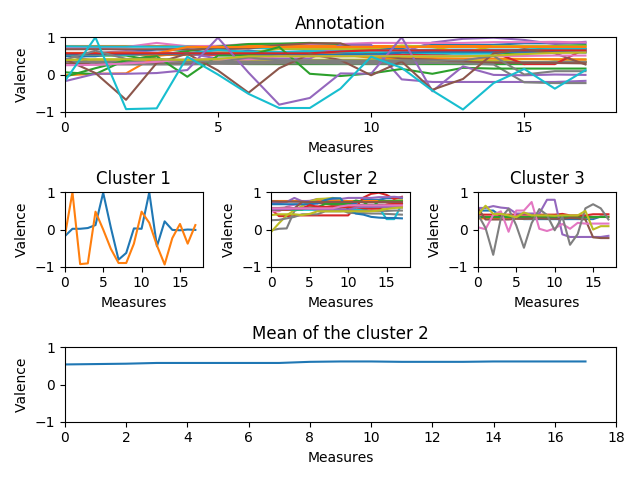 Annotation
Valence
1
0
−1
0 5 10 15
Measures
Cluster 1 Cluster 2 Cluster 3
Valence Valence Valence
1 1 1
0 0 0
−1 −1 −1
0 5 10 15 0 5 10 15 0 5 10 15
Measures Measures Measures
Mean of the cluster 2
Valence
1
0
−1
0 2 4 6 8 10 12 14 16 18
Measures